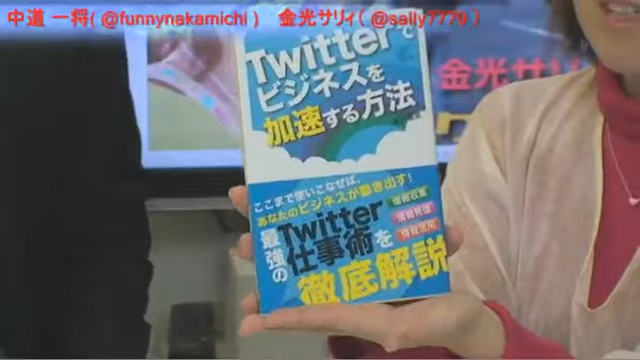 中道 一将( @funnynakamichi )　金光サリィ( @sally7779 )
Twitterで
ビジネスを
加速する方法
金光サリ
ここまで使いこなせば、
あなたのビジネスが動き出す!
最強の
Twitter
仕事術を
情報収集
情報発信
情報活用
徹底解説